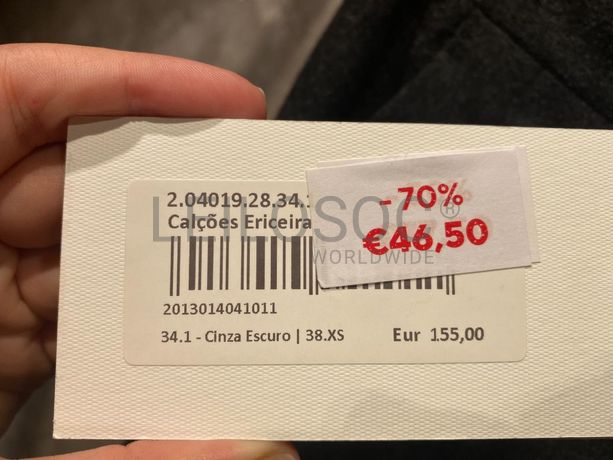 2.04019.28.34.
Calções Ericeira
-70%
€46,50
LEILOSOC®
WORLDWIDE
2013014041011
34.1 - Cinza Escuro | 38.XS
Eur 155,00